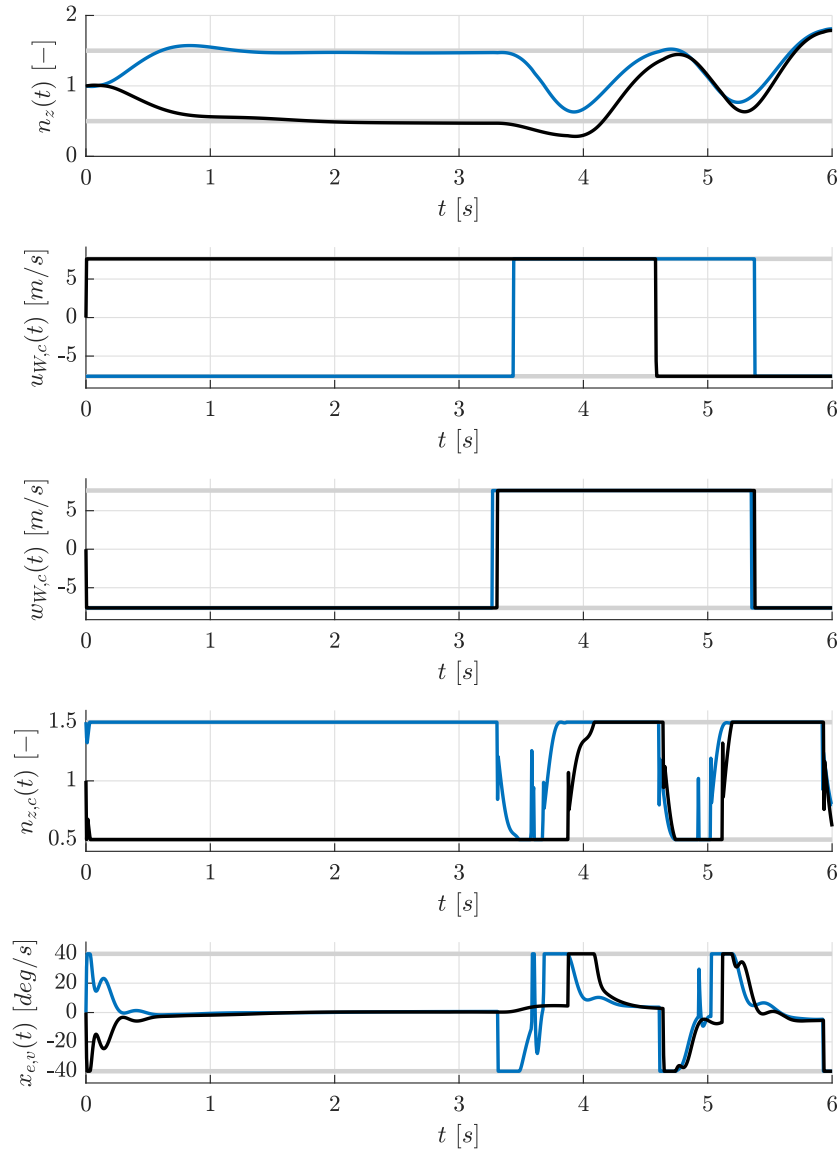 2
1
0
n_z(t) [−]
0 1 2 3 4 5 6
t [s]
5
0
-5
u_{W,c}(t) [m/s]
0 1 2 3 4 5 6
t [s]
5
0
-5
w_{W,c}(t) [m/s]
0 1 2 3 4 5 6
t [s]
1.5
1
0.5
n_{z,c}(t) [−]
0 1 2 3 4 5 6
t [s]
40
20
0
-20
-40
x_{e,v}(t) [deg/s]
0 1 2 3 4 5 6
t [s]